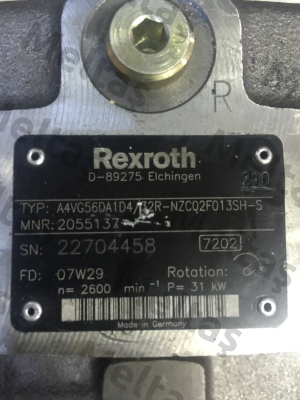 R
Rexroth
D-89275 Elchingen
TYP: A4VG56DA1D4/32R-NZC02F013SH-S
MNR: 2055137
SN: 22704458 7202
FD: 07W29 Rotation:
n= 2600 min⁻¹ P= 31 kW
Made in Germany
Meltas